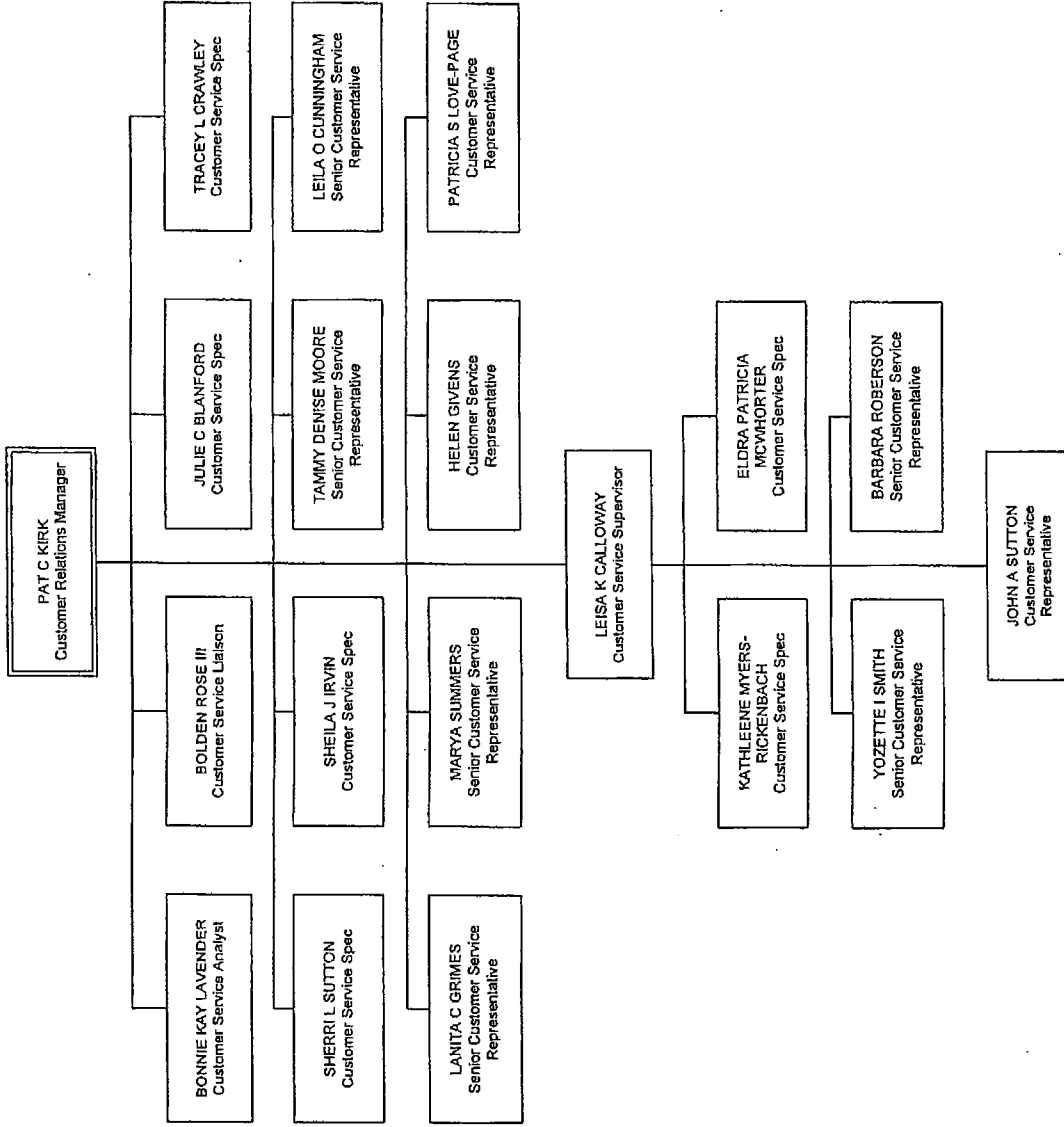 PAT C KIRK
Customer Relations Manager
BONNIE KAY LAVENDER
Customer Service Analyst
BOLDEN ROSE III
Customer Service Liaison
JULIE C BLANFORD
Customer Service Spec
TRACEY L CRAWLEY
Customer Service Spec
SHERRI L SUTTON
Customer Service Spec
SHEILA J IRVIN
Customer Service Spec
TAMMY DENISE MOORE
Senior Customer Service
Representative
LEILA O CUNNINGHAM
Senior Customer Service
Representative
LANITA C GRIMES
Senior Customer Service
Representative
MARYA SUMMERS
Senior Customer Service
Representative
HELEN GIVENS
Customer Service
Representative
PATRICIA S LOVE-PAGE
Customer Service
Representative
LEISA K CALLOWAY
Customer Service Supervisor
KATHLEENE MYERS-
RICKENBACH
Customer Service Spec
ELDRA PATRICIA
MCWHORTER
Customer Service Spec
YOZETTE I SMITH
Senior Customer Service
Representative
BARBARA ROBERSON
Senior Customer Service
Representative
JOHN A SUTTON
Customer Service
Representative